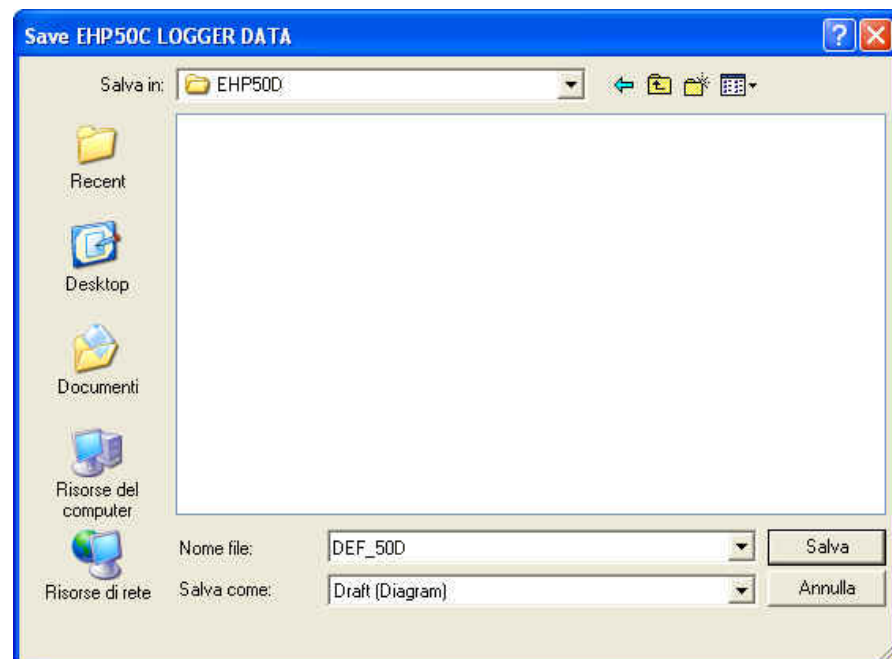 Save EHP50C LOGGER DATA
Salva in:
EHP50D
Recent
Desktop
Documenti
Risorse del
computer
Risorse di rete
Nome file:
DEF_50D
Salva
Salva come:
Draft (Diagram)
Annulla